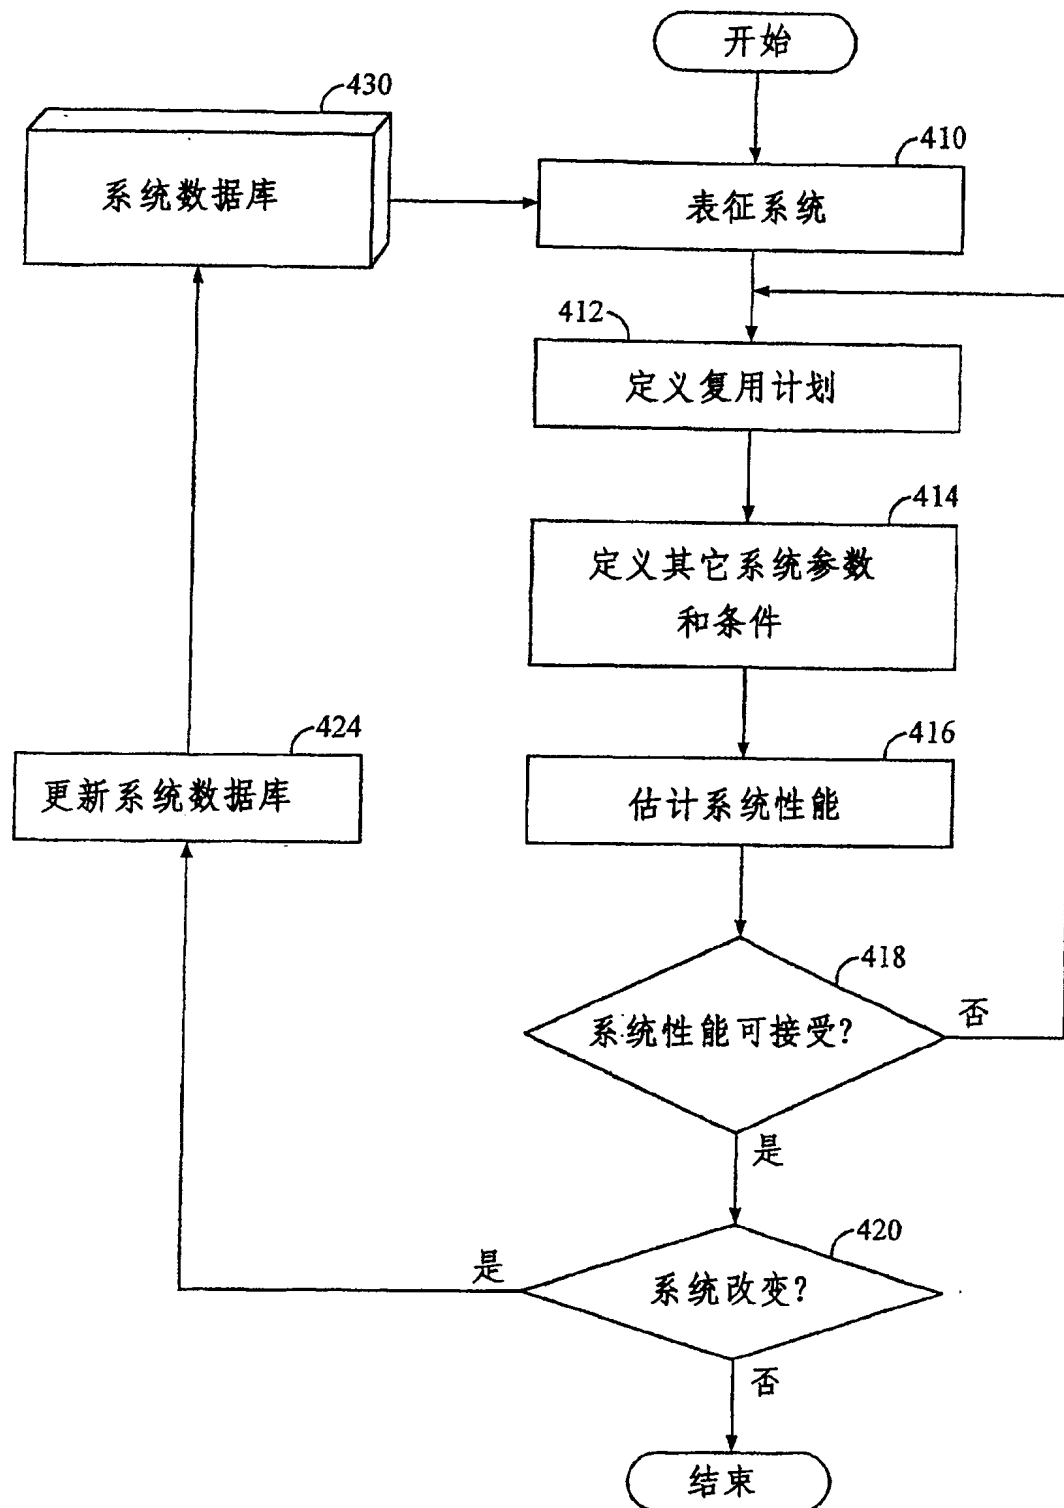 开始
430
系统数据库
410
表征系统
412
定义复用计划
414
定义其它系统参数
和条件
424
更新系统数据库
416
估计系统性能
418
系统性能可接受?
否
是
420
系统改变?
是
否
结束